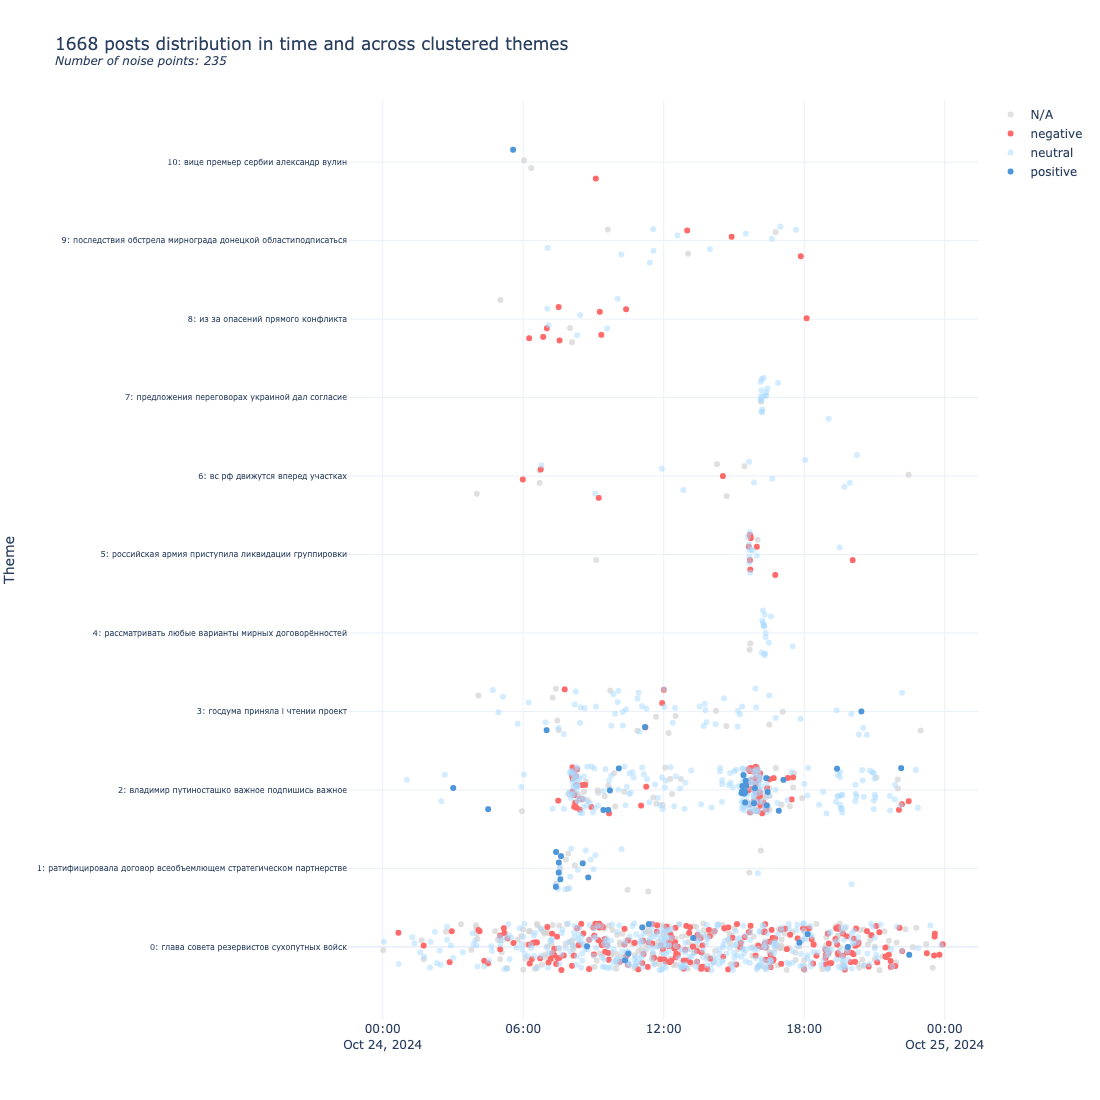 1668 posts distribution in time and across clustered themes
Number of noise points: 235
N/A
negative
neutral
positive
10: вице премьер сербии александр вулин
9: последствия обстрела мирнограда донецкой областиподписаться
8: из за опасений прямого конфликта
7: предложения переговорах украиной дал согласие
6: вс рф движутся вперед участках
5: российская армия приступила ликвидации группировки
4: рассматривать любые варианты мирных договорённостей
3: госдума приняла i чтении проект
2: владимир путиносташко важное подпишись важное
1: ратифицировала договор всеобъемлющем стратегическом партнерстве
0: глава совета резервистов сухопутных войск
Theme
00:00 06:00 12:00 18:00 00:00
Oct 24, 2024 Oct 25, 2024